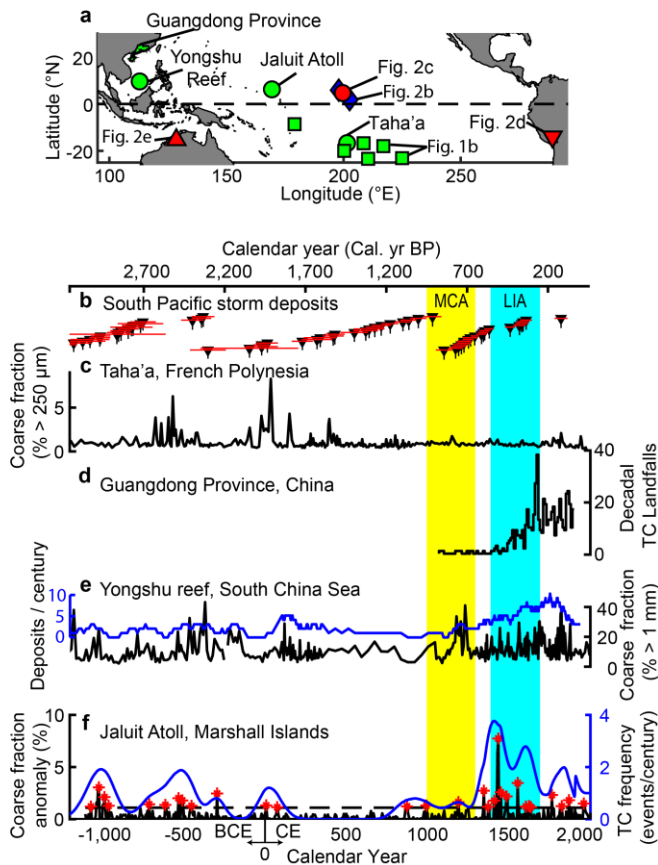 a
Guangdong Province
Yongshu Reef
Jaluit Atoll
Fig. 2c
Fig. 2b
Fig. 2e
Taha'a
Fig. 2d
Fig. 1b
Latitude (°N)
20
0
-20
100
150
200
250
Longitude (°E)
Calendar year (Cal. yr BP)
2,700
2,200
1,700
1,200
700
200
b South Pacific storm deposits
MCA
LIA
c Taha'a, French Polynesia
Coarse fraction
(% > 250 µm)
5
0
d
Guangdong Province, China
40
20
0
Decadal
TC Landfalls
e Yongshu reef, South China Sea
Deposits / century
10
5
0
40
20
0
Coarse fraction
(% > 1 mm)
f Jaluit Atoll, Marshall Islands
Coarse fraction
anomaly (%)
10
5
0
4
2
0
TC frequency
(events/century)
BCE CE
-1,000
-500
0
500
1000
1500
2,000
Calendar Year